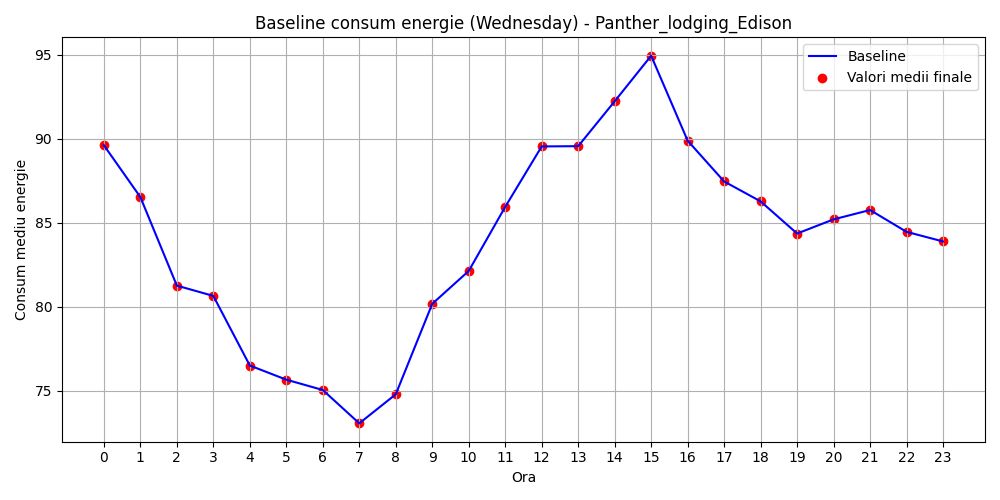 Baseline consum energie (Wednesday) - Panther_lodging_Edison
Baseline
Valori medii finale
Consum mediu energie
95
90
85
80
75
0 1 2 3 4 5 6 7 8 9 10 11 12 13 14 15 16 17 18 19 20 21 22 23
Ora